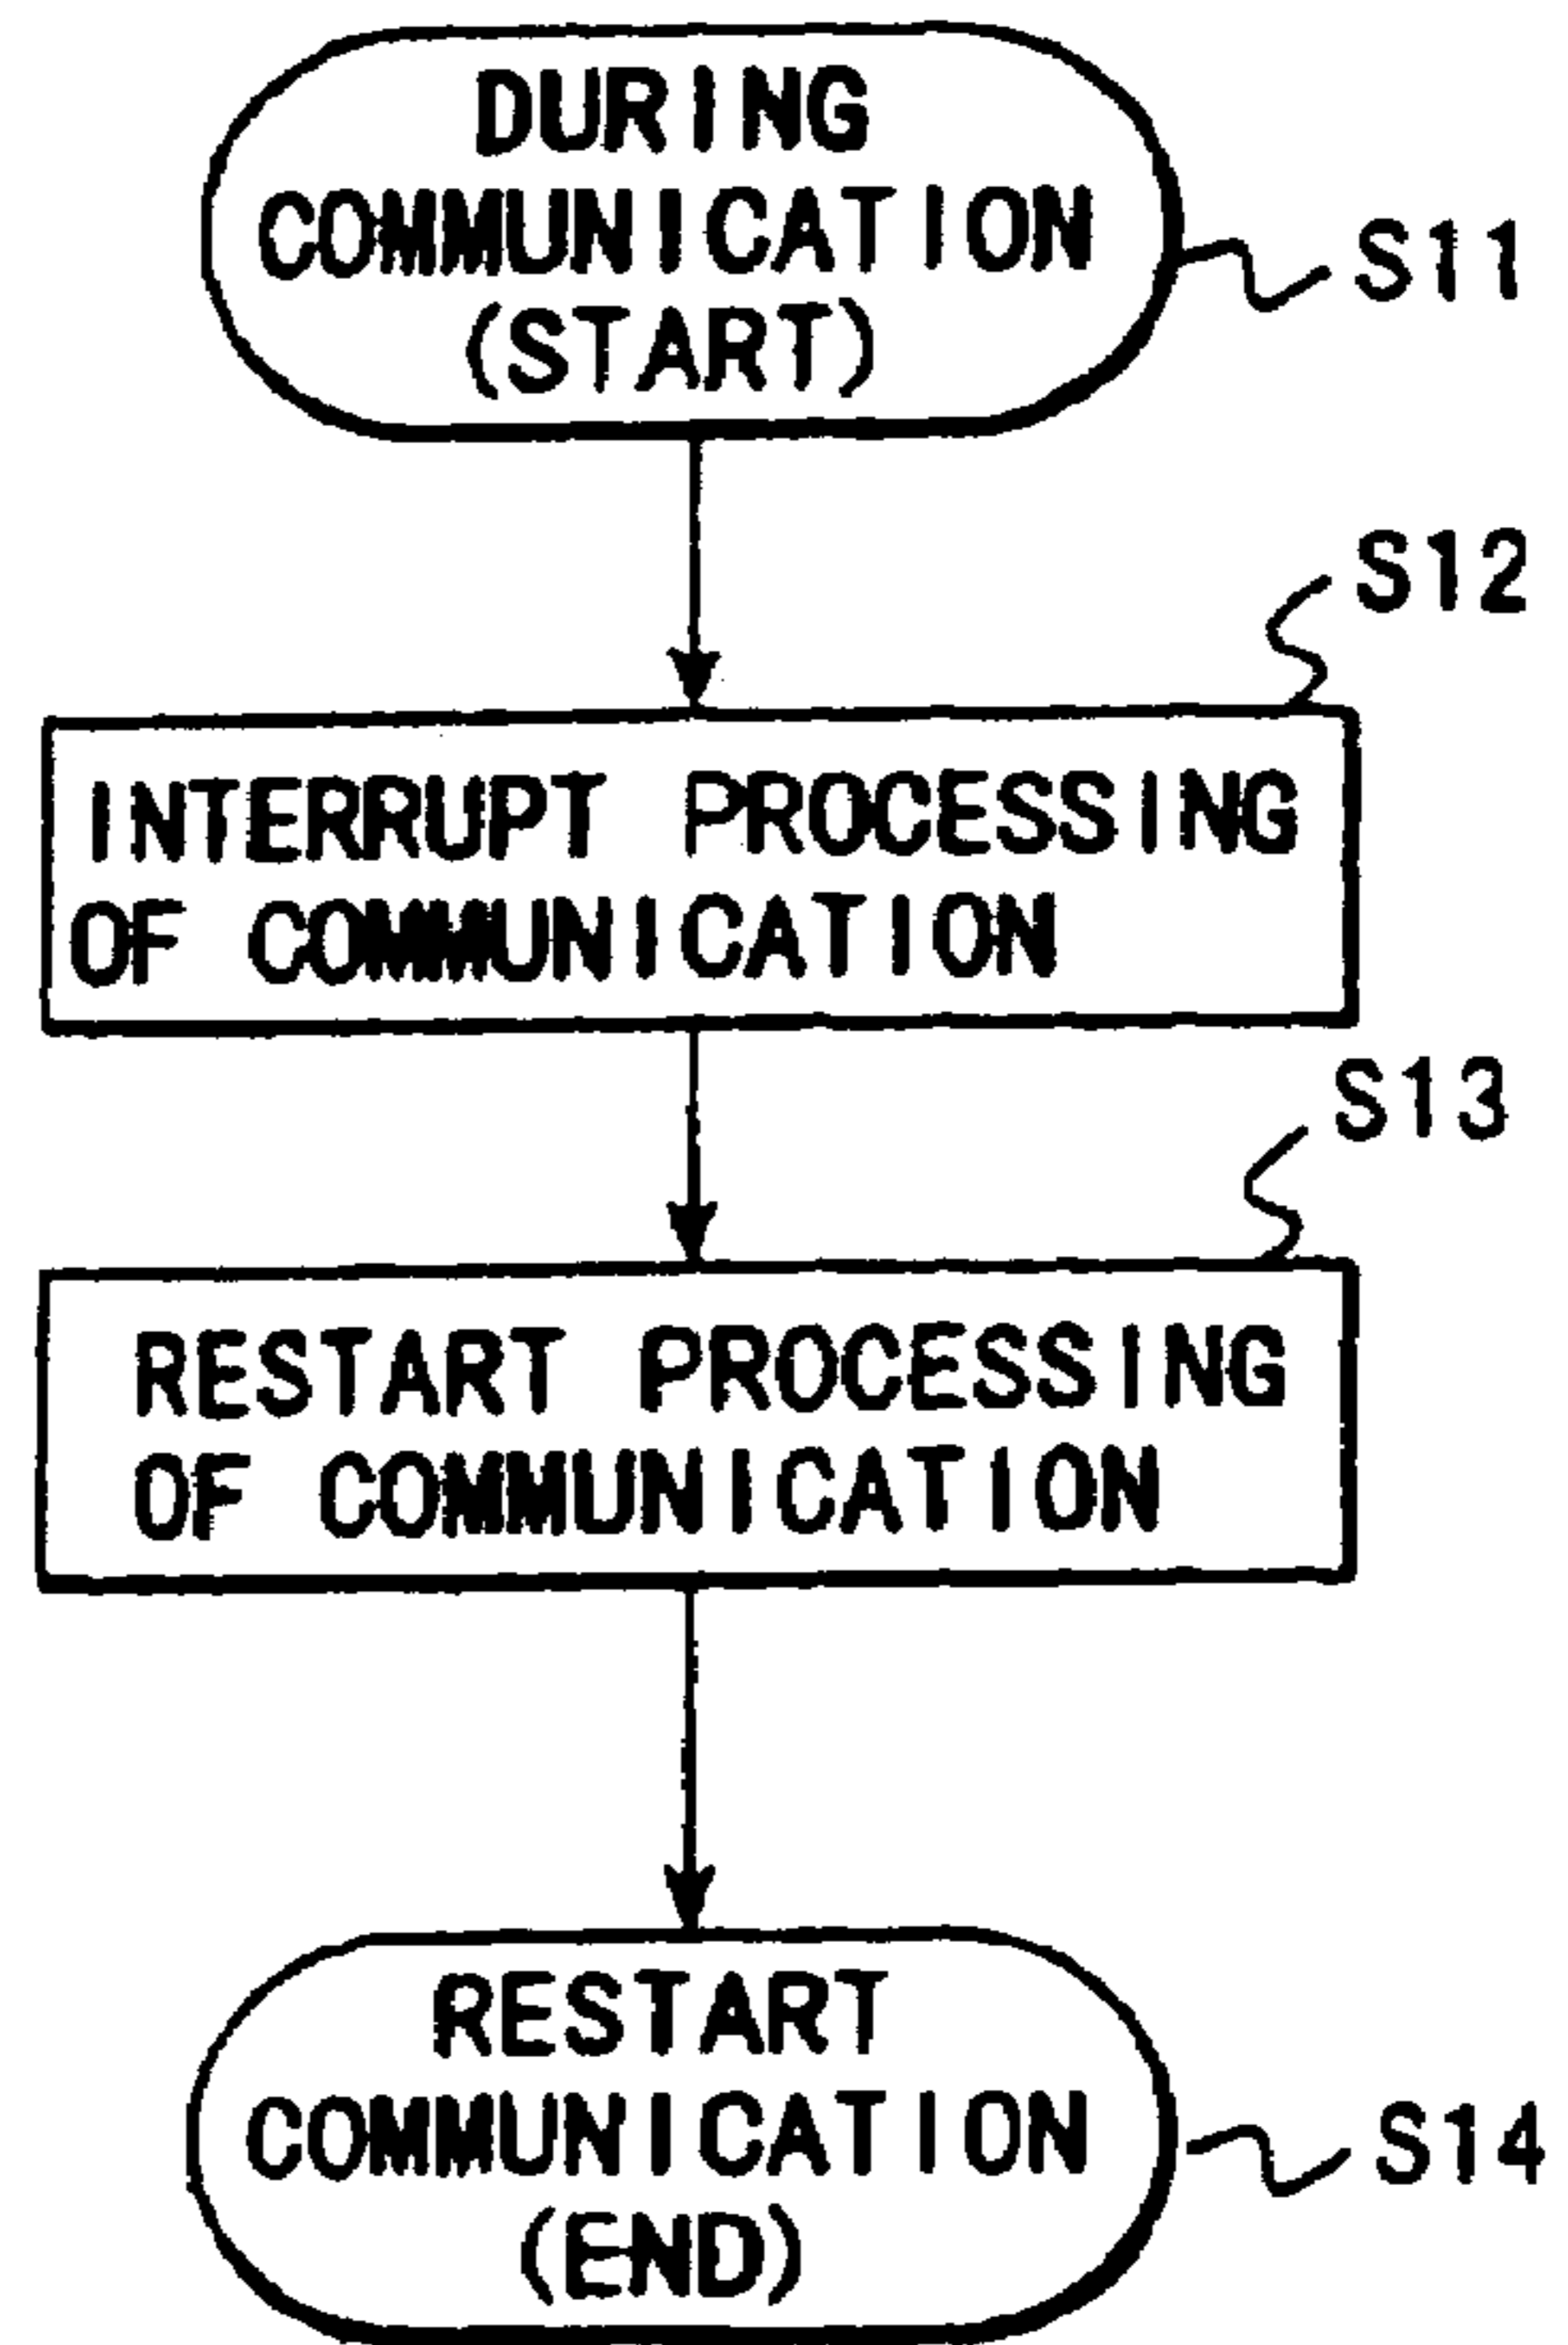 DURING
COMMUNICATION
(START)
S11
S12
INTERRUPT PROCESSING
OF COMMUNICATION
S13
RESTART PROCESSING
OF COMMUNICATION
RESTART
COMMUNICATION
(END)
S14